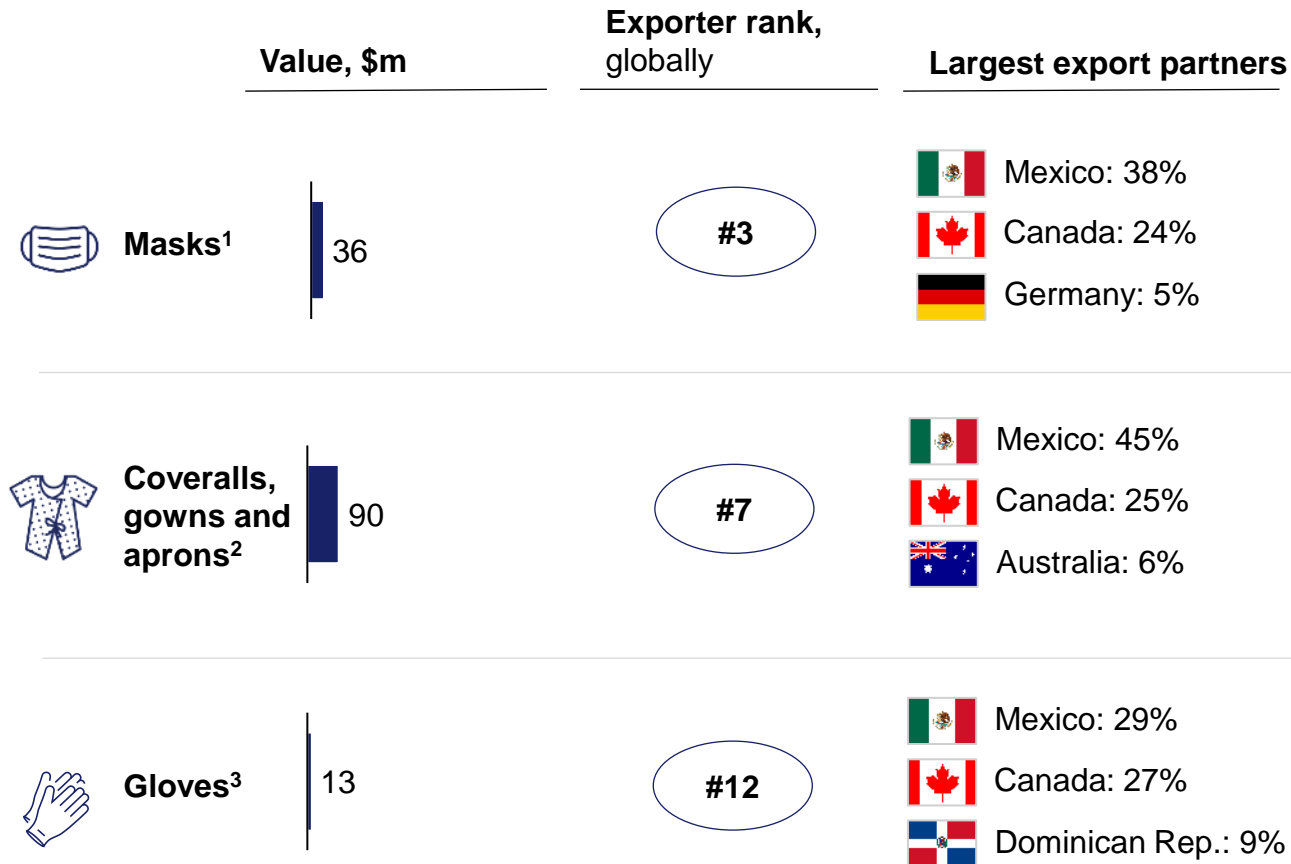 Value, $m
Exporter rank,
globally
Largest export partners
Masks¹
36
#3
Mexico: 38%
Canada: 24%
Germany: 5%
Coveralls,
gowns and
aprons²
90
#7
Mexico: 45%
Canada: 25%
Australia: 6%
Gloves³
13
#12
Mexico: 29%
Canada: 27%
Dominican Rep.: 9%